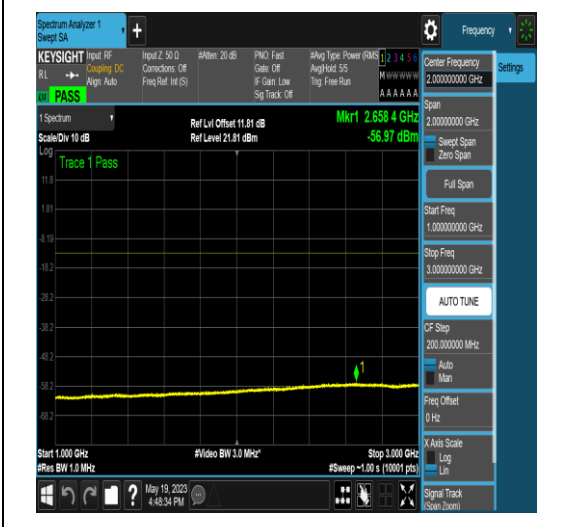 Spectrum Analyzer 1
Swept SA
Frequency
KEYSIGHT
RL
Input: RF
Coupling: DC
Align: Auto
Input Z: 50 Ω
Corrections: Off
Freq Ref: Int (S)
#Atten: 20 dB
PNO: Fast
Gate: Off
IF Gain: Low
Sig Track: Off
#Avg Type: Power (RMS
Avg|Hold: 5/5
Trig: Free Run
1 2 3 4 5 6
M W W W W W
A A A A A A
PASS
1 Spectrum
Scale/Div 10 dB
Ref Lvl Offset 11.81 dB
Ref Level 21.81 dBm
Mkr1 2.658 4 GHz
-56.97 dBm
Log
Trace 1 Pass
11.8
1.81
-8.19
-18.2
-28.2
-38.2
-48.2
-58.2
-68.2
1
Start 1.000 GHz
#Res BW 1.0 MHz
#Video BW 3.0 MHz*
Stop 3.000 GHz
#Sweep ~1.00 s (10001 pts)
May 19, 2023
4:48:34 PM
?
Center Frequency
2.000000000 GHz
Span
2.00000000 GHz
Swept Span
Zero Span
Full Span
Start Freq
1.000000000 GHz
Stop Freq
3.000000000 GHz
AUTO TUNE
CF Step
200.000000 MHz
Auto
Man
Freq Offset
0 Hz
X Axis Scale
Log
Lin
Signal Track
(Span Zoom)
Settings